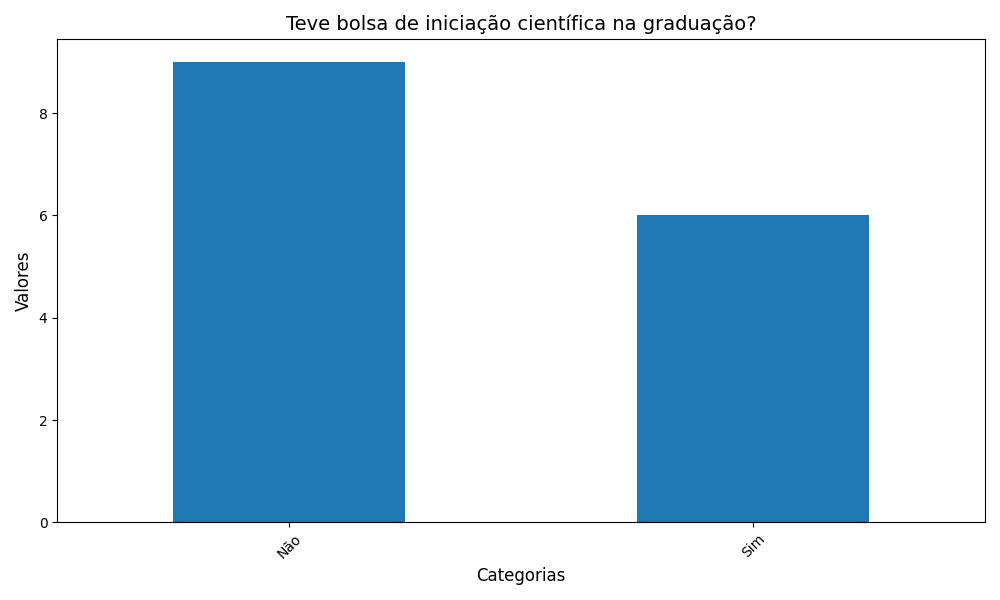 Teve bolsa de iniciação científica na graduação?
Valores
8
6
4
2
0
Não
Sim
Categorias